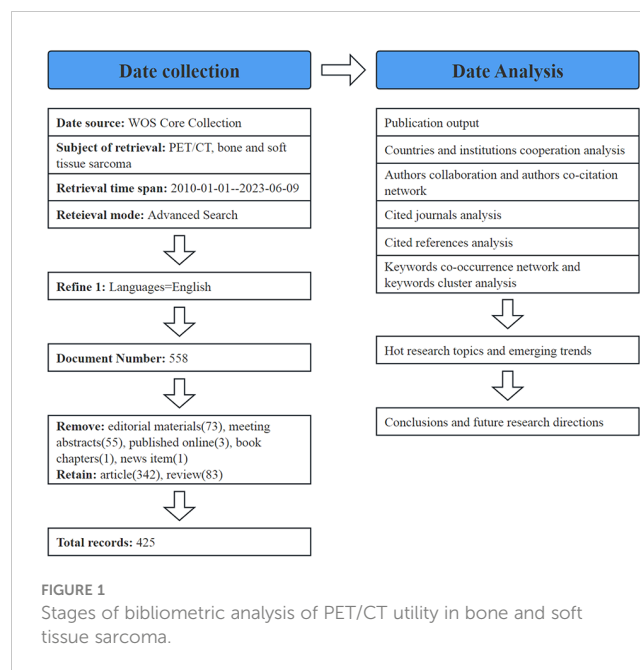 Date collection
Date source: WOS Core Collection
Subject of retrieval: PET/CT, bone and soft
tissue sarcoma
Retrieval time span: 2010-01-01--2023-06-09
Reteieval mode: Advanced Search
Refine 1: Languages=English
Document Number: 558
Remove: editorial materials(73), meeting
abstracts(55), published online(3), book
chapters(1), news item(1)
Retain: article(342), review(83)
Total records: 425
Date Analysis
Publication output
Countries and institutions cooperation analysis
Authors collaboration and authors co-citation
network
Cited journals analysis
Cited references analysis
Keywords co-occurrence network and
keywords cluster analysis
Hot research topics and emerging trends
Conclusions and future research directions
FIGURE 1
Stages of bibliometric analysis of PET/CT utility in bone and soft
tissue sarcoma.